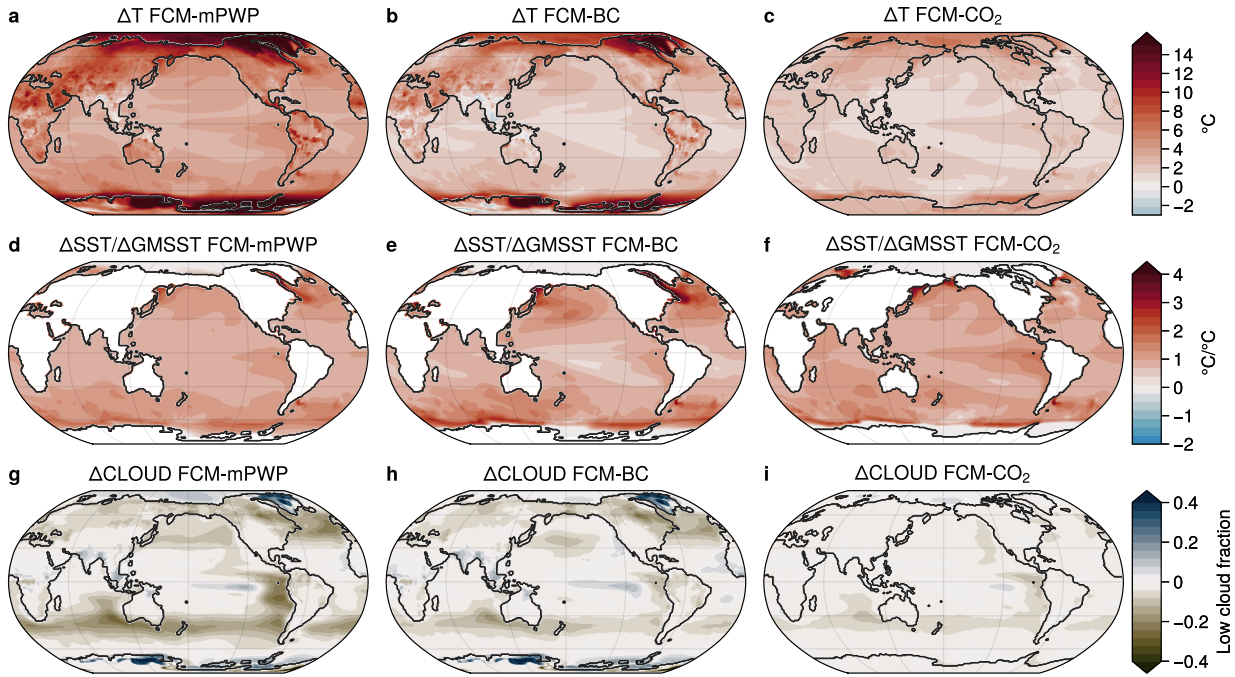 a ΔT FCM-mPWP
b ΔT FCM-BC
c ΔT FCM-CO₂
14
12
10
8
6
4
2
0
−2
°C
d ΔSST/ΔGMSST FCM-mPWP
e ΔSST/ΔGMSST FCM-BC
f ΔSST/ΔGMSST FCM-CO₂
4
3
2
1
0
−1
−2
°C/°C
g ΔCLOUD FCM-mPWP
h ΔCLOUD FCM-BC
i ΔCLOUD FCM-CO₂
0.4
0.2
0
−0.2
−0.4
Low cloud fraction